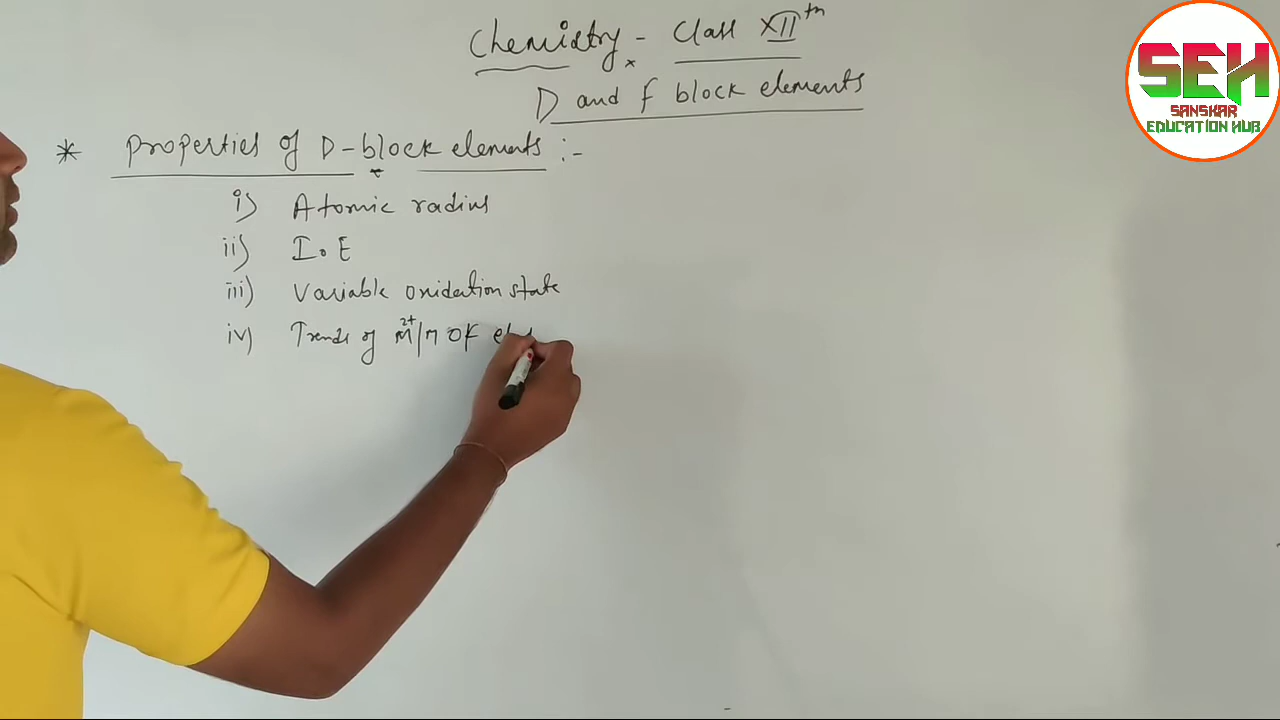 Chemistry - Class XIIth
D and f block elements
SEH
SANSKAR
EDUCATION HUB
* Properties of D-block elements :-
i) Atomic radius
ii) I.E
iii) Variable oxidation state
iv) Trends of M2+/M OF